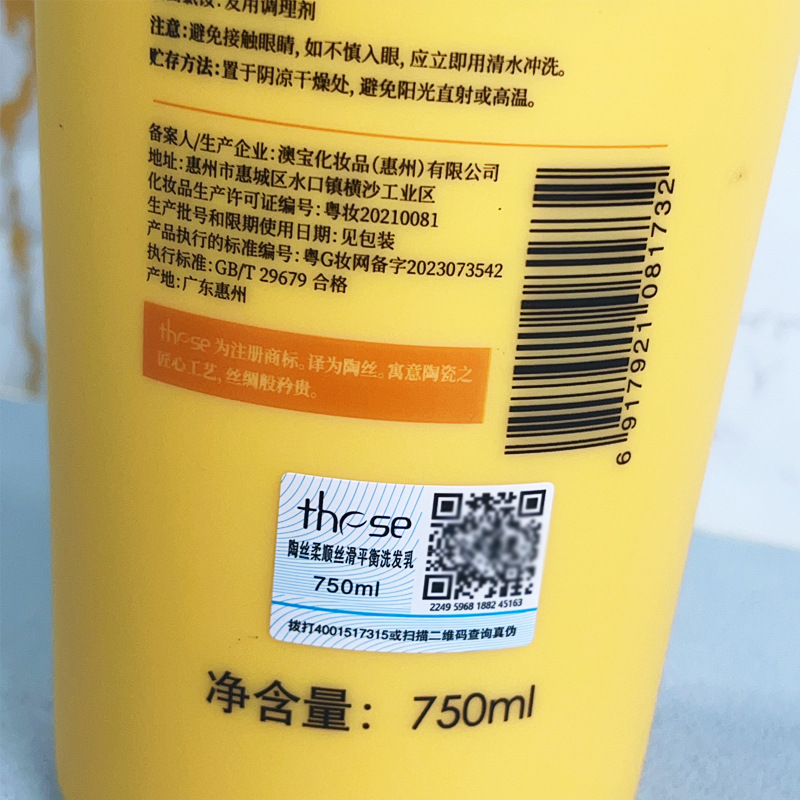 发用调理剂
注意:避免接触眼睛,如不慎入眼,应立即用清水冲洗。
贮存方法:置于阴凉干燥处,避免阳光直射或高温。
备案人/生产企业:澳宝化妆品(惠州)有限公司
地址:惠州市惠城区水口镇横沙工业区
化妆品生产许可证编号:粤妆20210081
生产批号和限期使用日期:见包装
产品执行的标准编号:粤G妆网备字2023073542
执行标准:GB/T 29679 合格
产地:广东惠州
6 917921 081732
those 为注册商标。译为陶丝。寓意陶瓷之
匠心工艺,丝绸般矜贵。
those
陶丝柔顺丝滑平衡洗发乳
750ml
2249 5968 1882 45163
拨打4001517315或扫描二维码查询真伪
净含量: 750ml